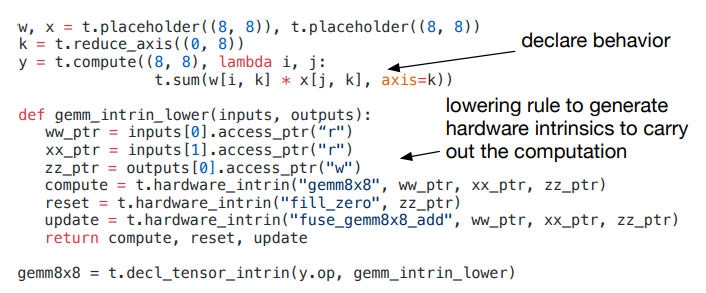 w, x = t.placeholder((8, 8)), t.placeholder((8, 8))
k = t.reduce_axis((0, 8))
y = t.compute((8, 8), lambda i, j:
               t.sum(w[i, k] * x[j, k], axis=k))
declare behavior
def gemm_intrin_lower(inputs, outputs):
   ww_ptr = inputs[0].access_ptr(“r")
   xx_ptr = inputs[1].access_ptr("r")
   zz_ptr = outputs[0].access_ptr("w")
   compute = t.hardware_intrin("gemm8x8", ww_ptr, xx_ptr, zz_ptr)
   reset = t.hardware_intrin("fill_zero", zz_ptr)
   update = t.hardware_intrin("fuse_gemm8x8_add", ww_ptr, xx_ptr, zz_ptr)
   return compute, reset, update
lowering rule to generate
hardware intrinsics to carry
out the computation
gemm8x8 = t.decl_tensor_intrin(y.op, gemm_intrin_lower)